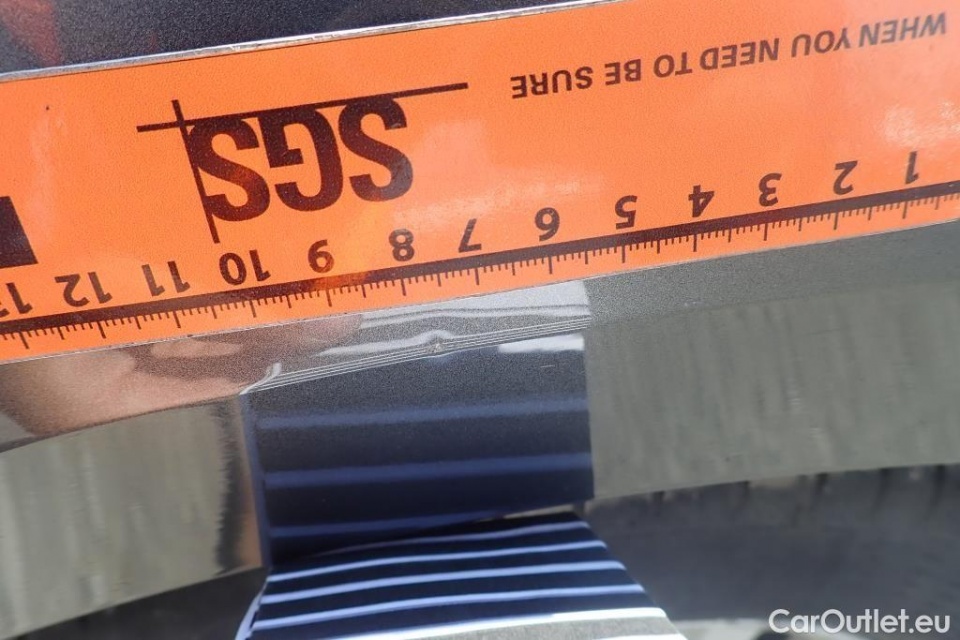 WHEN YOU NEED TO BE SURE
SGS
1 2 3 4 5 6 7 8 9 10 11 12 13
CarOutlet.eu